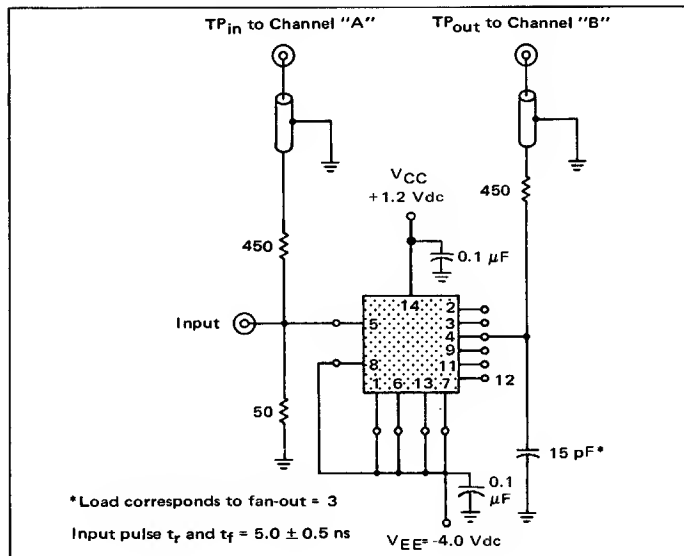 TPin to Channel "A"
TPout to Channel "B"
VCC
+1.2 Vdc
450
450
0.1 μF
14
2
3
Input
5
4
9
8
11
1 6 13 7
12
50
15 pF*
*Load corresponds to fan-out = 3
0.1
μF
Input pulse tr and tf = 5.0 ± 0.5 ns
VEE= -4.0 Vdc